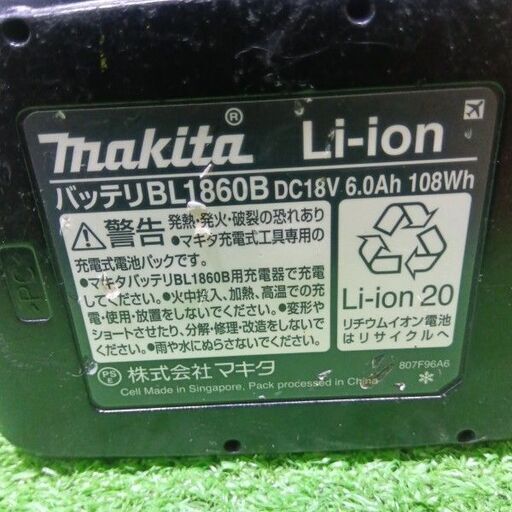 makita® Li-ion
バッテリBL1860B DC18V 6.0Ah 108Wh
警告 発熱・発火・破裂の恐れあり
●マキタ充電式工具専用の
充電式電池パックです。
●マキタバッテリBL1860B用充電器で充電
してください。●火中投入、加熱、高温での充
電・使用・放置をしないでください。●変形や
ショートさせたり、分解・修理・改造をしないで
ください。●雨や水にぬらさないでください。
Li-ion 20
リチウムイオン電池
はリサイクルへ
PS E 株式会社 マキタ
807F96A6
Cell Made in Singapore, Pack processed in China